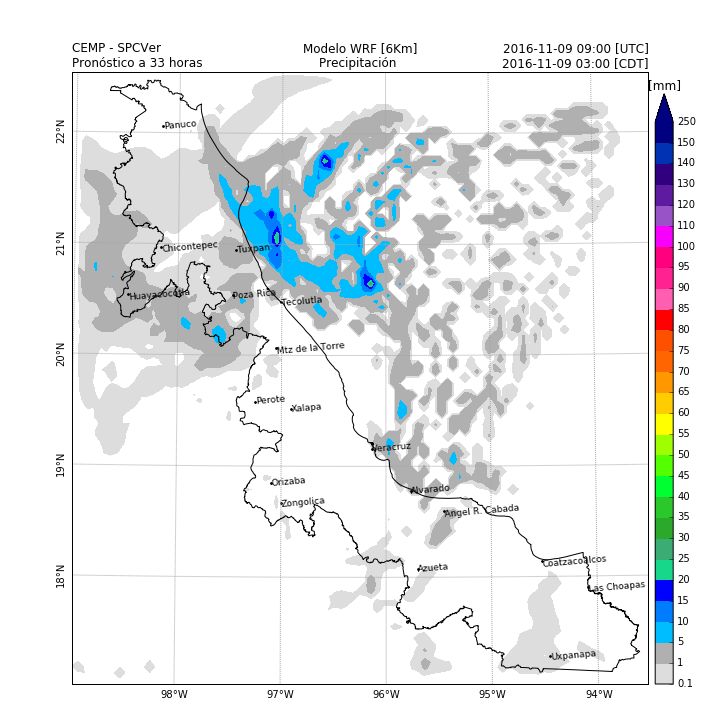 CEMP - SPCVer Modelo WRF [6Km] 2016-11-09 09:00 [UTC]
Pronóstico a 33 horas Precipitación 2016-11-09 03:00 [CDT]
[mm]
250
150
140
130
120
110
100
95
90
85
80
75
70
65
60
55
50
45
40
35
30
25
20
15
10
5
1
0.1
22°N
21°N
20°N
19°N
18°N
Panuco
Chicontepec
Tuxpan
Huayacocotla
Poza Rica
Tecolutla
Mtz de la Torre
Perote
Xalapa
Veracruz
Orizaba
Alvarado
Zongolica
Angel R. Cabada
Azueta
Coatzacoalcos
Las Choapas
Uxpanapa
98°W 97°W 96°W 95°W 94°W